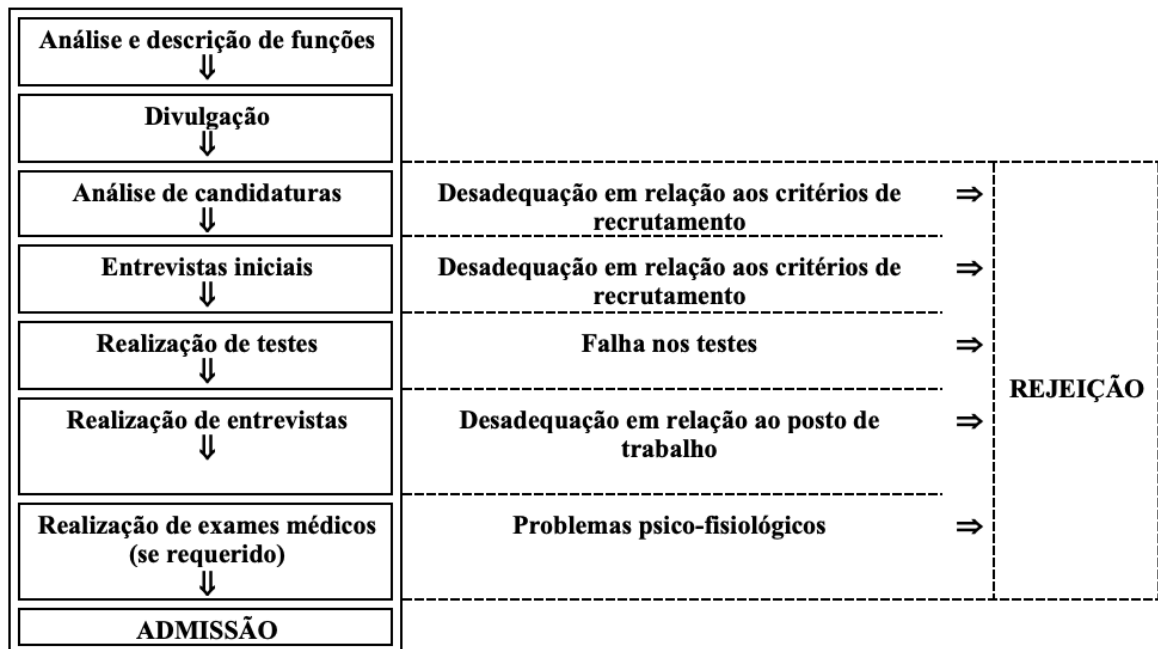 Análise e descrição de funções
⇓
Divulgação
⇓
Análise de candidaturas
⇓
Desadequação em relação aos critérios de
recrutamento
⇒
Entrevistas iniciais
⇓
Desadequação em relação aos critérios de
recrutamento
⇒
Realização de testes
⇓
Falha nos testes
⇒
Realização de entrevistas
⇓
Desadequação em relação ao posto de
trabalho
⇒
Realização de exames médicos
(se requerido)
⇓
Problemas psico-fisiológicos
⇒
REJEIÇÃO
ADMISSÃO